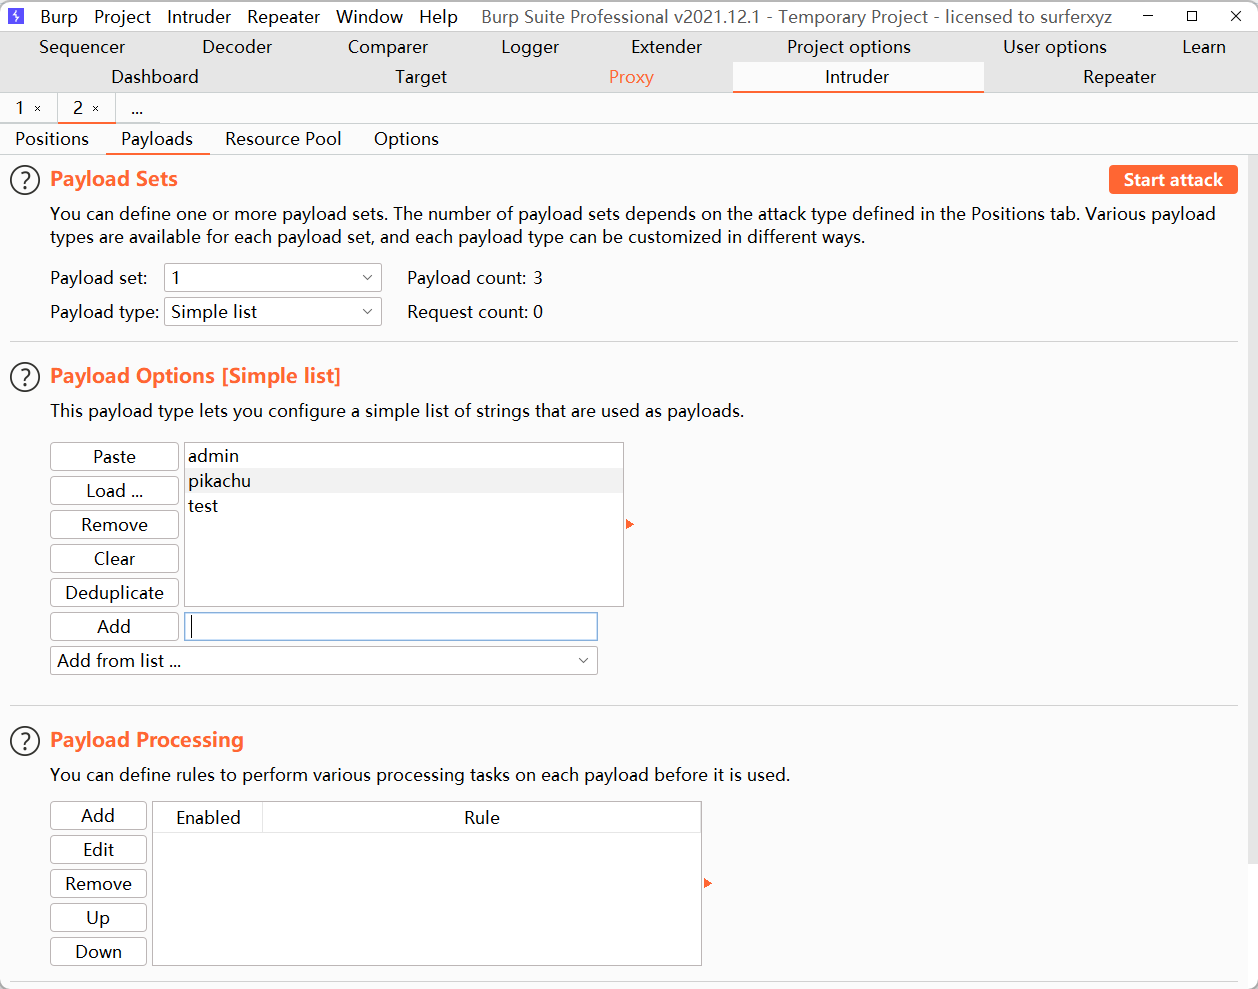 Burp Project Intruder Repeater Window Help Burp Suite Professional v2021.12.1 - Temporary Project - licensed to surferxyz
Sequencer Decoder Comparer Logger Extender Project options User options Learn
Dashboard Target Proxy Intruder Repeater
1 × 2 × ...
Positions Payloads Resource Pool Options
? Payload Sets Start attack
You can define one or more payload sets. The number of payload sets depends on the attack type defined in the Positions tab. Various payload
types are available for each payload set, and each payload type can be customized in different ways.
Payload set: 1 Payload count: 3
Payload type: Simple list Request count: 0
? Payload Options [Simple list]
This payload type lets you configure a simple list of strings that are used as payloads.
Paste admin
Load ... pikachu
Remove test
Clear
Deduplicate
Add
Add from list ...
? Payload Processing
You can define rules to perform various processing tasks on each payload before it is used.
Add Enabled Rule
Edit
Remove
Up
Down